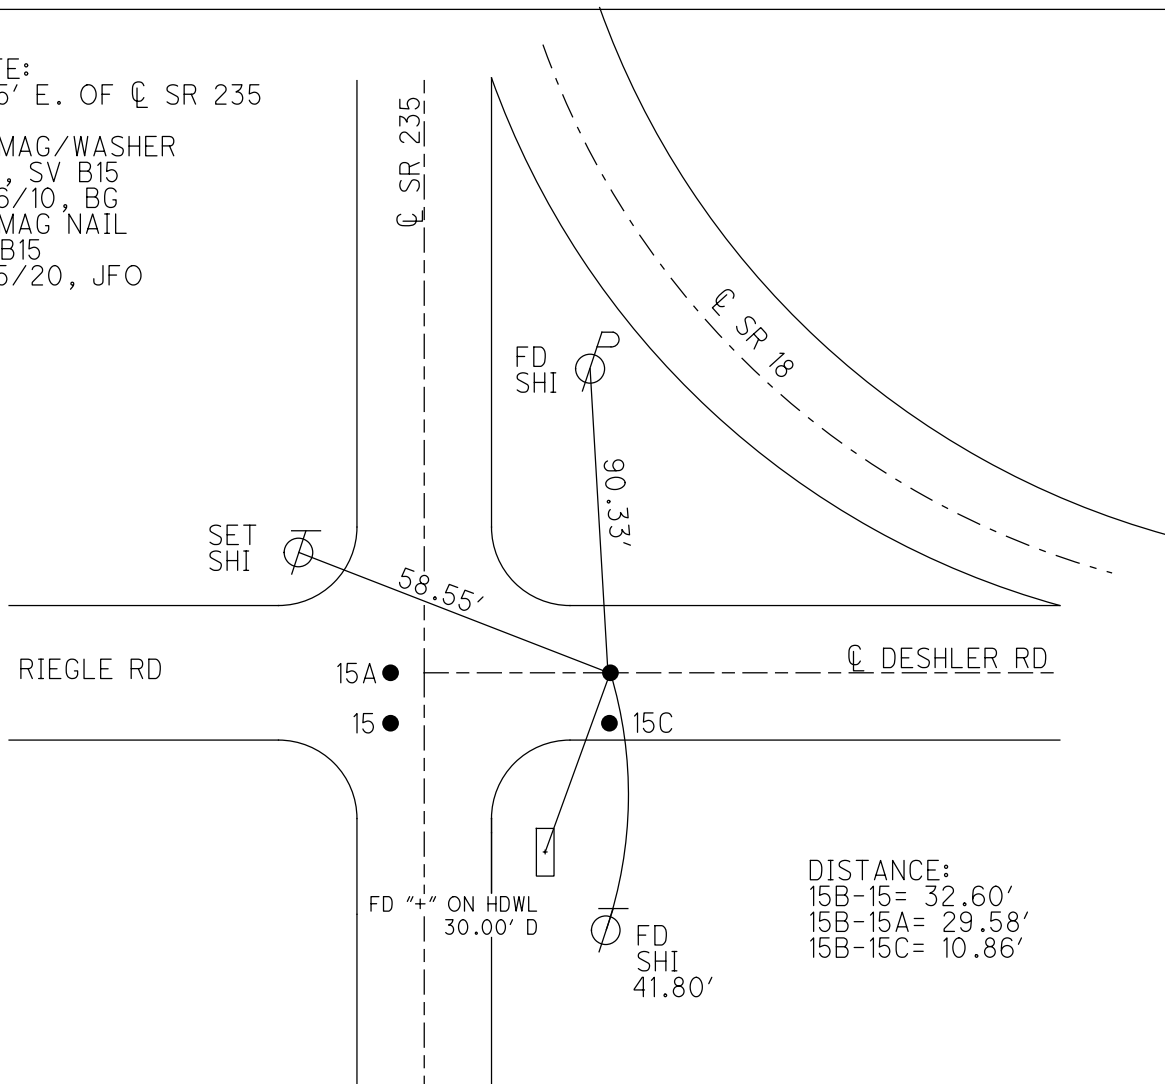 TE:
5' E. OF ℄ SR 235
MAG/WASHER
, SV B15
6/10, BG
MAG NAIL
B15
5/20, JFO
℄ SR 235
℄ SR 18
FD
SHI
90.33'
SET
SHI
58.55'
RIEGLE RD
15A
℄ DESHLER RD
15
15C
FD "+" ON HDWL
30.00' D
FD
SHI
41.80'
DISTANCE:
15B-15= 32.60'
15B-15A= 29.58'
15B-15C= 10.86'